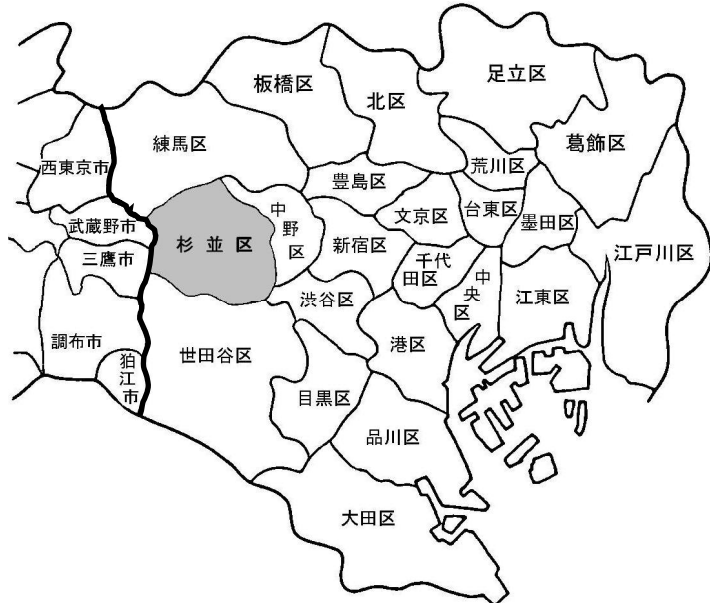 足立区
板橋区
北区
練馬区
葛飾区
西東京市
荒川区
豊島区
文京区
台東区
墨田区
武蔵野市
中野区
杉並区
新宿区
江戸川区
三鷹市
千代
田区
中央区
江東区
渋谷区
調布市
世田谷区
港区
狛江市
目黒区
品川区
大田区